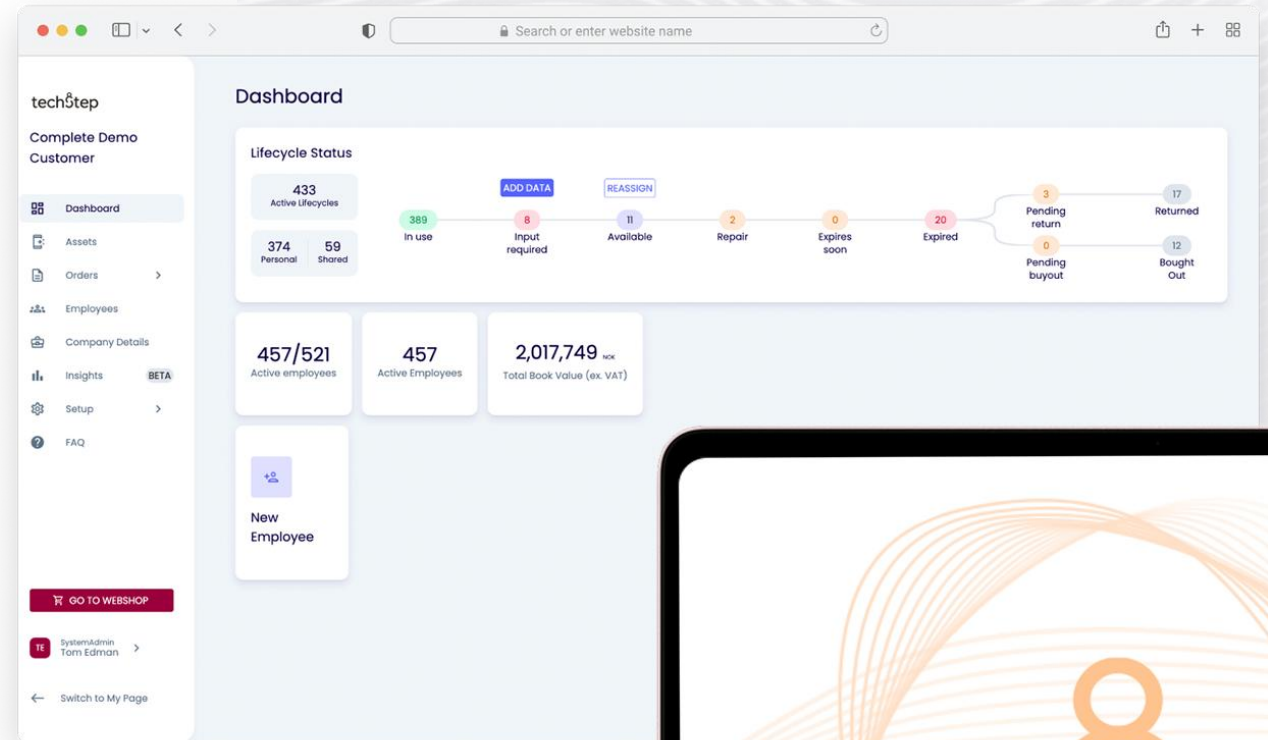 Search or enter website name
techstep
Complete Demo
Customer
Dashboard
Assets
Orders
Employees
Company Details
Insights BETA
Setup
FAQ
GO TO WEBSHOP
TE
SystemAdmin
Tom Edman
Switch to My Page
Dashboard
Lifecycle Status
433
Active Lifecycles
374 59
Personal Shared
ADD DATA REASSIGN
389
In use
8
Input
required
11
Available
2
Repair
0
Expires
soon
20
Expired
3
Pending
return
17
Returned
0
Pending
buyout
12
Bought
Out
457/521
Active employees
457
Active Employees
2,017,749 NOK
Total Book Value (ex. VAT)
New
Employee